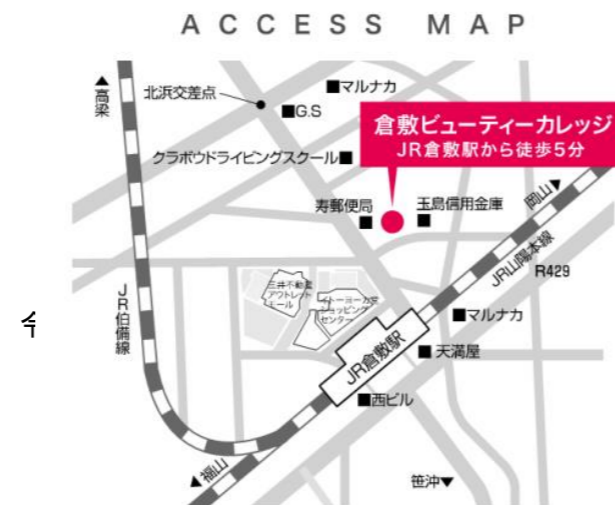 ACCESS MAP
▲高梁
北浜交差点
■マルナカ
■G.S
倉敷ビューティーカレッジ
JR倉敷駅から徒歩5分
クラボウドライビングスクール■
寿郵便局
玉島信用金庫
岡山▼
JR山陽本線
R429
三井不動産
アウトレット
モール
イトーヨーカ堂
ショッピング
センター
JR伯備線
■マルナカ
JR倉敷駅
■天満屋
■西ビル
▲福山
笹沖▼